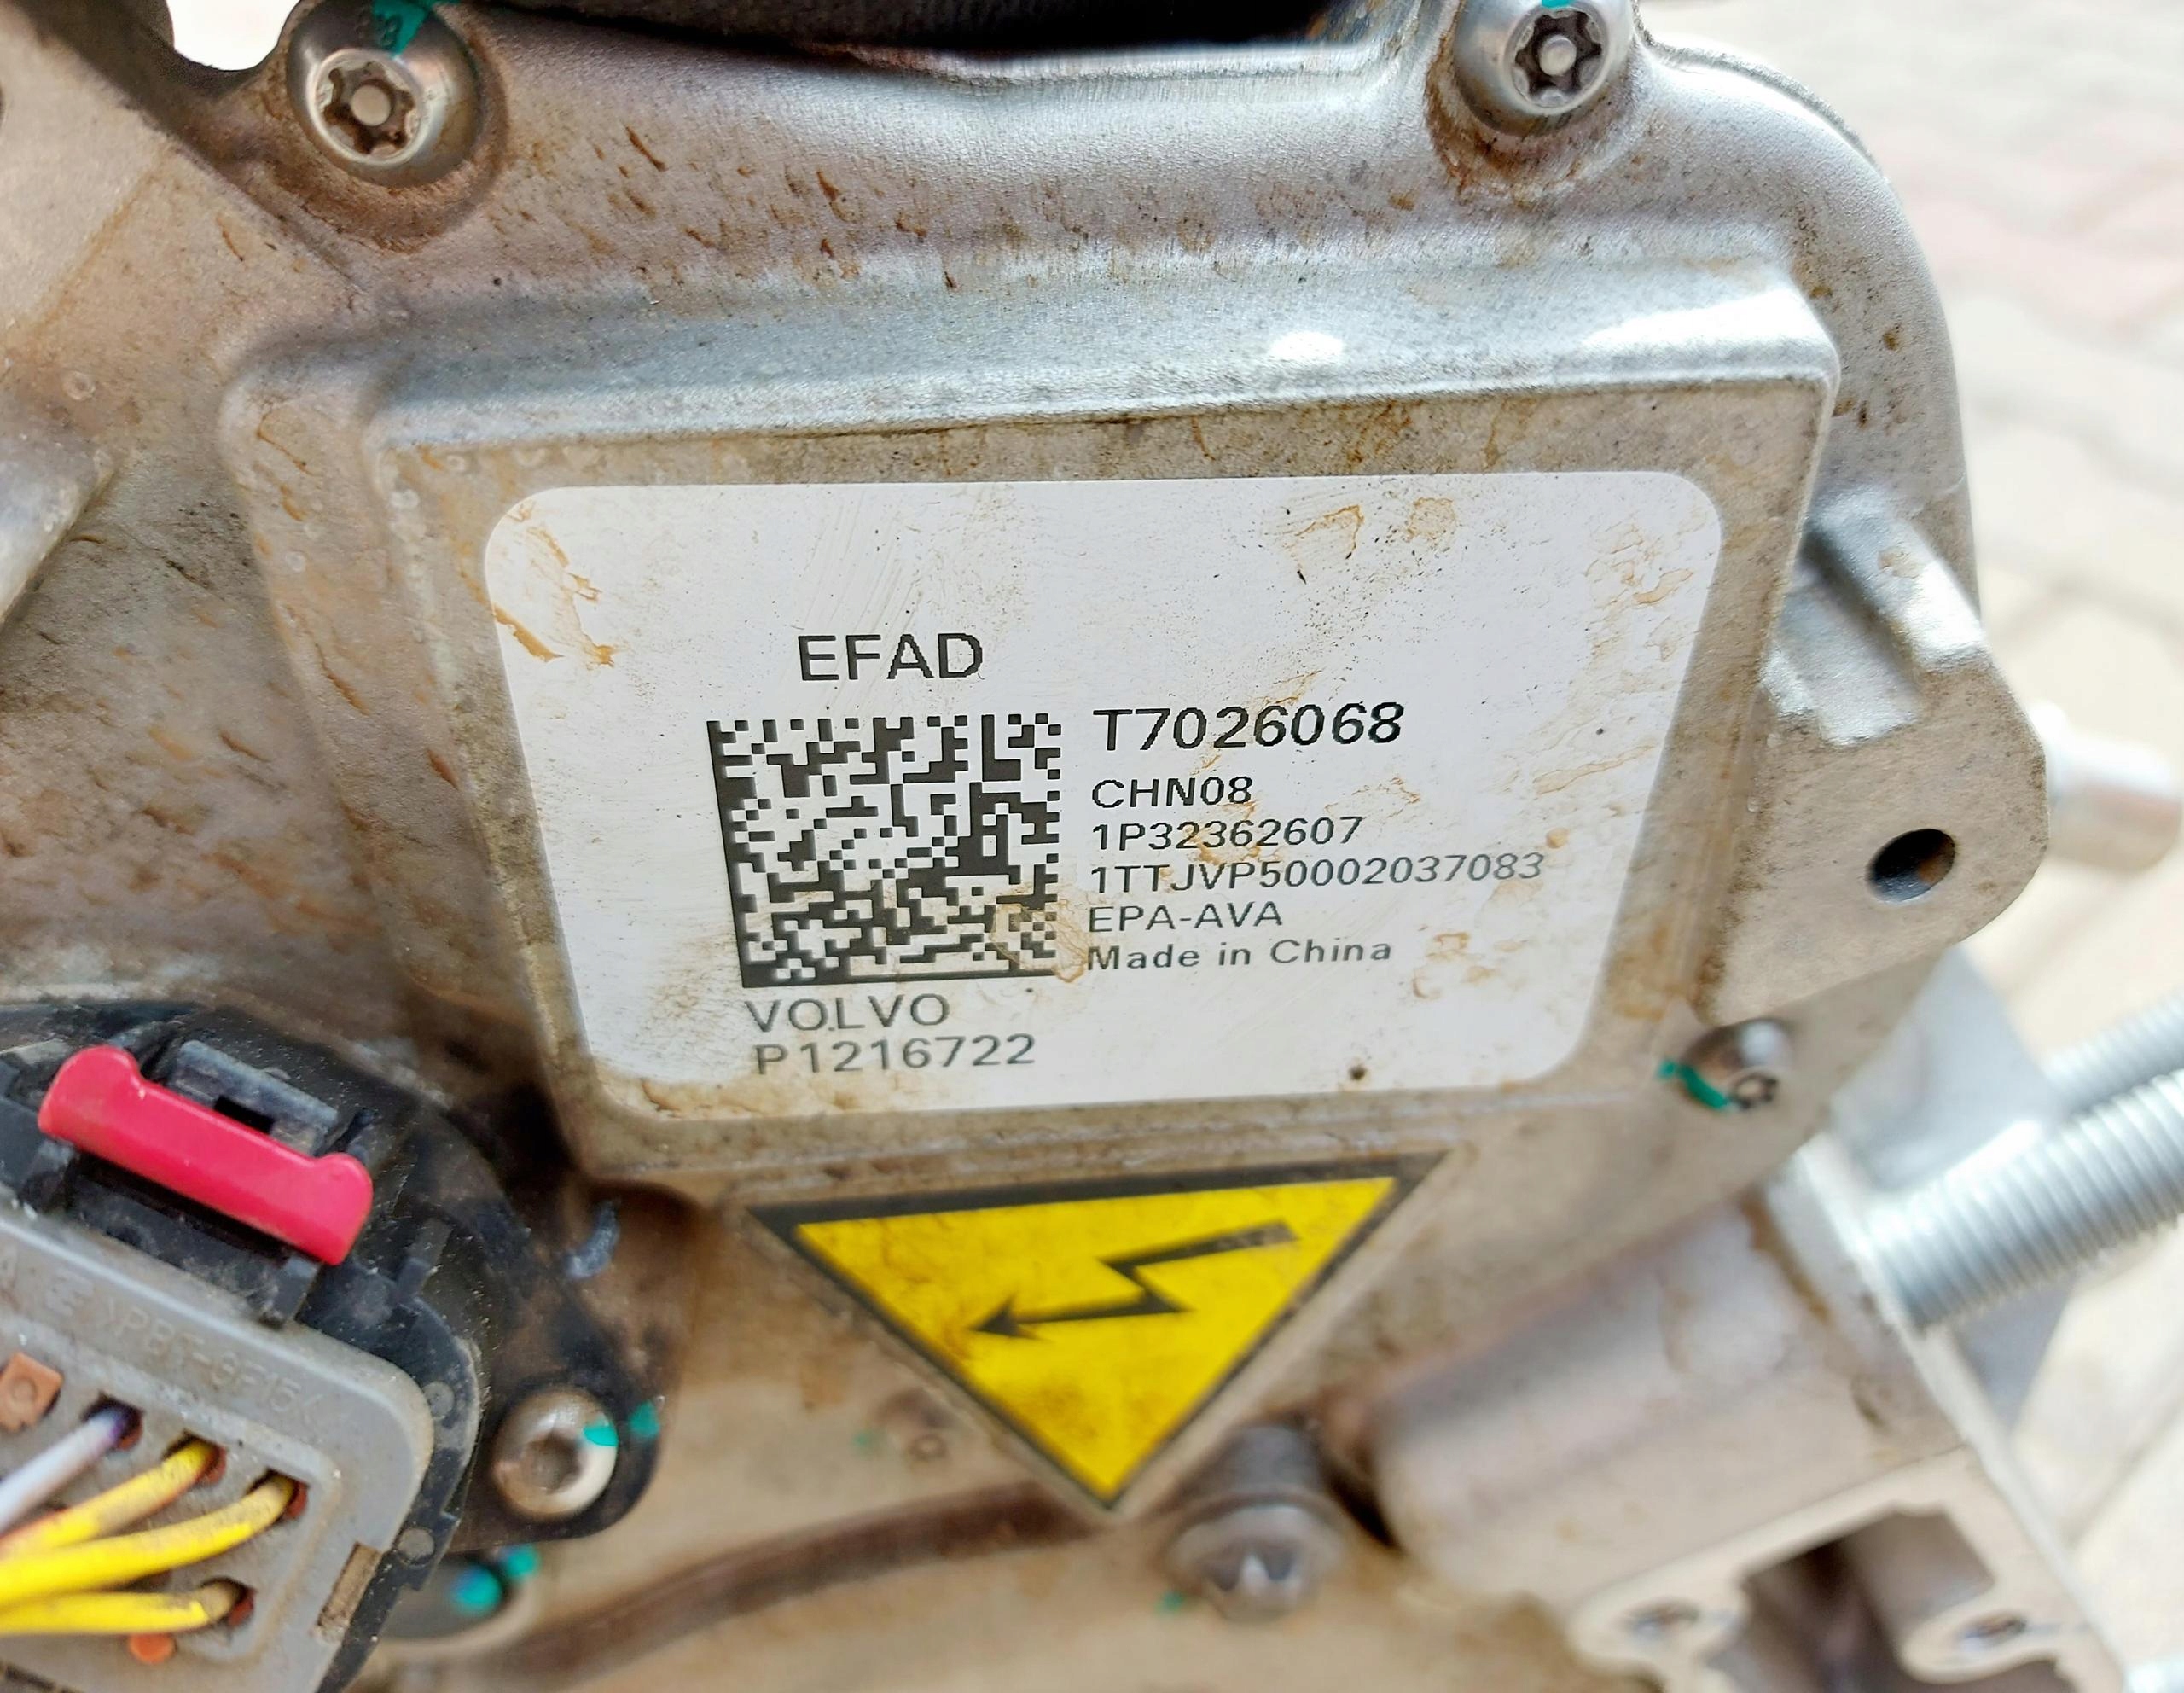 EFAD
T7026068
CHN08
1P32362607
1TTJVP50002037083
EPA-AVA
Made in China
VOLVO
P1216722